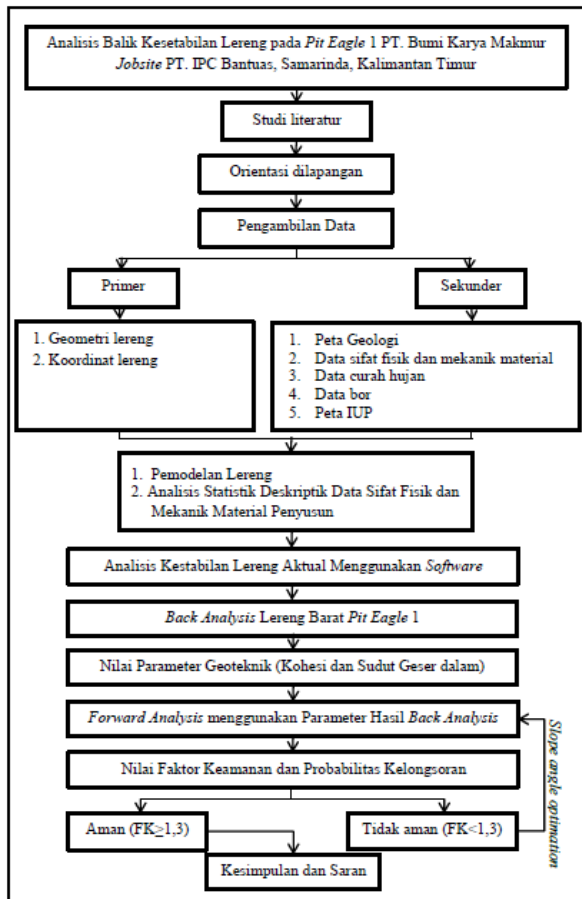 Analisis Balik Kesetabilan Lereng pada Pit Eagle 1 PT. Bumi Karya Makmur
Jobsite PT. IPC Bantuas, Samarinda, Kalimantan Timur
Studi literatur
Orientasi dilapangan
Pengambilan Data
Primer
Sekunder
1. Geometri lereng
2. Koordinat lereng
1. Peta Geologi
2. Data sifat fisik dan mekanik material
3. Data curah hujan
4. Data bor
5. Peta IUP
1. Pemodelan Lereng
2. Analisis Statistik Deskriptik Data Sifat Fisik dan
Mekanik Material Penyusun
Analisis Kestabilan Lereng Aktual Menggunakan Software
Back Analysis Lereng Barat Pit Eagle 1
Nilai Parameter Geoteknik (Kohesi dan Sudut Geser dalam)
Forward Analysis menggunakan Parameter Hasil Back Analysis
Nilai Faktor Keamanan dan Probabilitas Kelongsoran
Aman (FK≥1,3)
Tidak aman (FK<1,3)
Slope angle optimation
Kesimpulan dan Saran